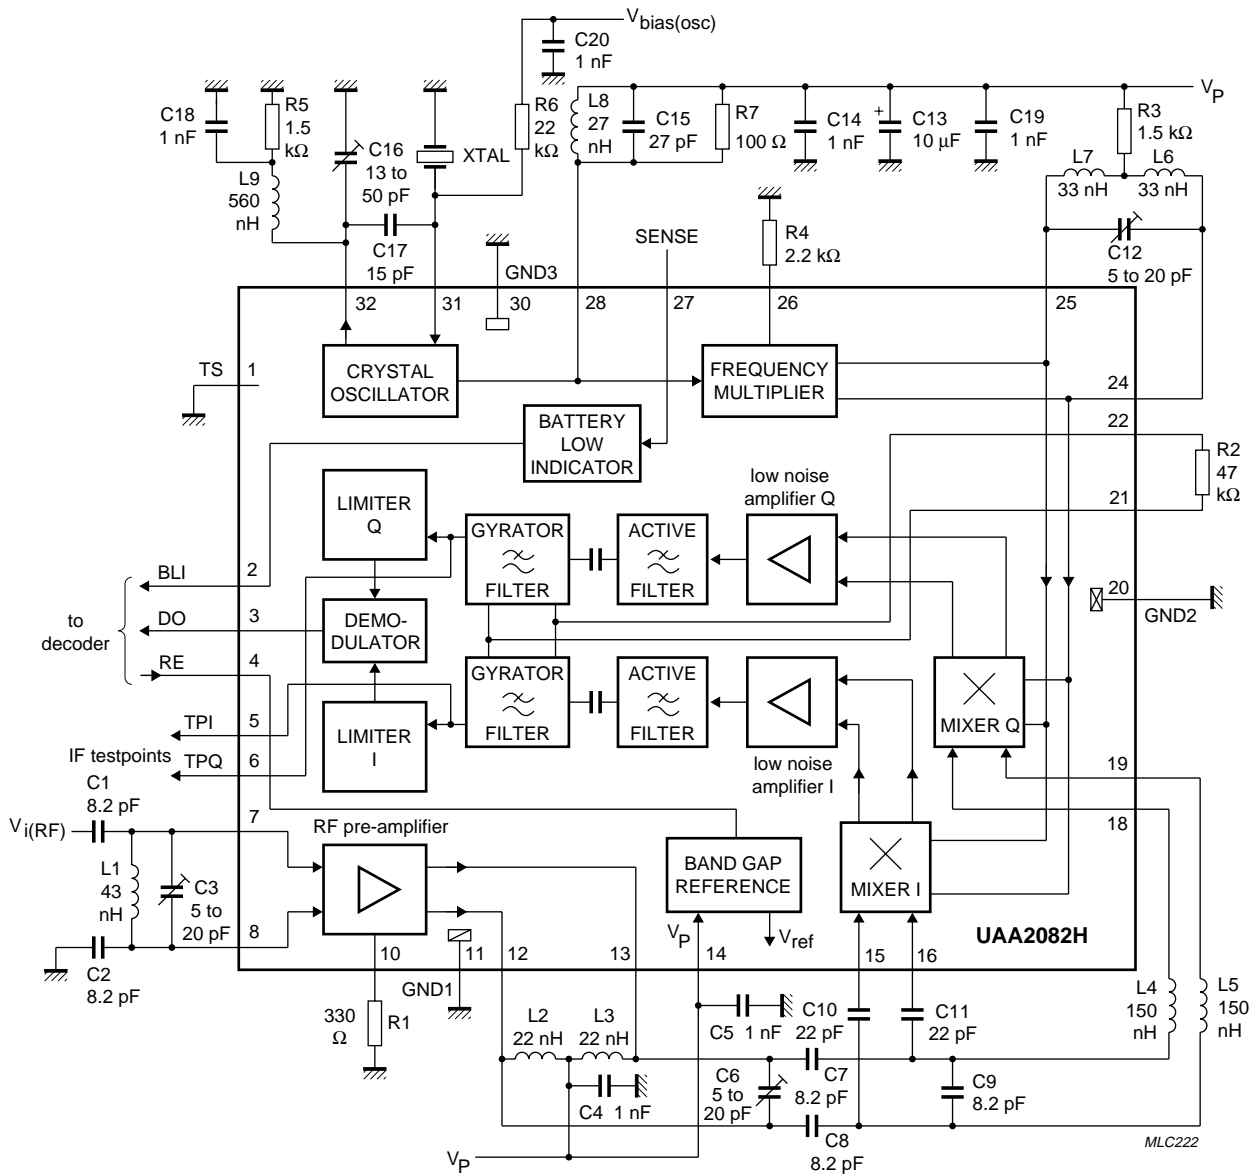 Vbias(osc)
C20
1 nF
VP
C18
1 nF
R5
1.5
kΩ
C16
13 to
50 pF
XTAL
R6
22
kΩ
L8
27
nH
C15
27 pF
R7
100 Ω
C14
1 nF
+
C13
10 µF
C19
1 nF
R3
1.5 kΩ
L7
33 nH
L6
33 nH
L9
560
nH
C17
15 pF
GND3
SENSE
R4
2.2 kΩ
C12
5 to 20 pF
32
31
30
28
27
26
25
TS
1
CRYSTAL
OSCILLATOR
FREQUENCY
MULTIPLIER
24
22
BATTERY
LOW
INDICATOR
R2
47
kΩ
21
LIMITER
Q
low noise
amplifier Q
GYRATOR
FILTER
ACTIVE
FILTER
to
decoder
BLI
2
DO
3
RE
4
DEMO-
DULATOR
20
GND2
GYRATOR
FILTER
ACTIVE
FILTER
MIXER Q
TPI
5
IF testpoints
TPQ
6
LIMITER
I
low noise
amplifier I
19
18
C1
8.2 pF
Vi(RF)
7
RF pre-amplifier
L1
43
nH
C3
5 to
20 pF
BAND GAP
REFERENCE
MIXER I
8
C2
8.2 pF
10
GND1
11
12
13
VP
14
Vref
15
16
UAA2082H
330
Ω
R1
L2
22 nH
L3
22 nH
C5
1 nF
C10
22 pF
C11
22 pF
L4
150
nH
L5
150
nH
C4
1 nF
C6
5 to
20 pF
C7
8.2 pF
C9
8.2 pF
C8
8.2 pF
VP
MLC222